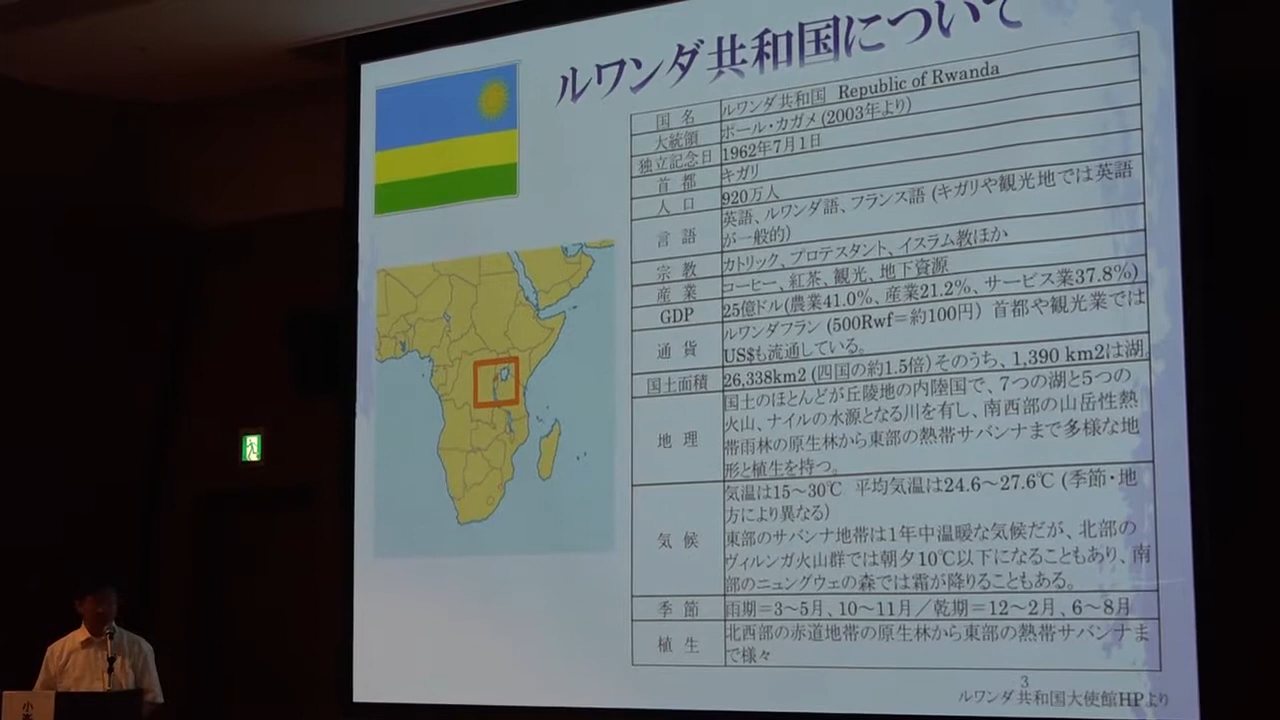 ルワンダ共和国について
国 名 ルワンダ共和国 Republic of Rwanda
大統領 ポール・カガメ (2003年より)
独立記念日 1962年7月1日
首 都 キガリ
人 口 920万人
言 語 英語、ルワンダ語、フランス語 (キガリや観光地では英語
が一般的)
宗 教 カトリック、プロテスタント、イスラム教ほか
産 業 コーヒー、紅茶、観光、地下資源
GDP 25億ドル(農業41.0%、産業21.2%、サービス業37.8%)
通 貨 ルワンダフラン (500Rwf=約100円) 首都や観光業では
US$も流通している。
国土面積 26,338km2 (四国の約1.5倍) そのうち、1,390 km2は湖。
地 理 国土のほとんどが丘陵地の内陸国で、7つの湖と5つの
火山、ナイルの水源となる川を有し、南西部の山岳性熱
帯雨林の原生林から東部の熱帯サバンナまで多様な地
形と植生を持つ。
気 候 気温は15~30℃ 平均気温は24.6~27.6℃ (季節・地
方により異なる)
東部のサバンナ地帯は1年中温暖な気候だが、北部の
ヴィルンガ火山群では朝夕10℃以下になることもあり、南
部のニュングウェの森では霜が降りることもある。
季 節 雨期=3~5月、10~11月/乾期=12~2月、6~8月
植 生 北西部の赤道地帯の原生林から東部の熱帯サバンナま
で様々
3
ルワンダ共和国大使館HPより
小